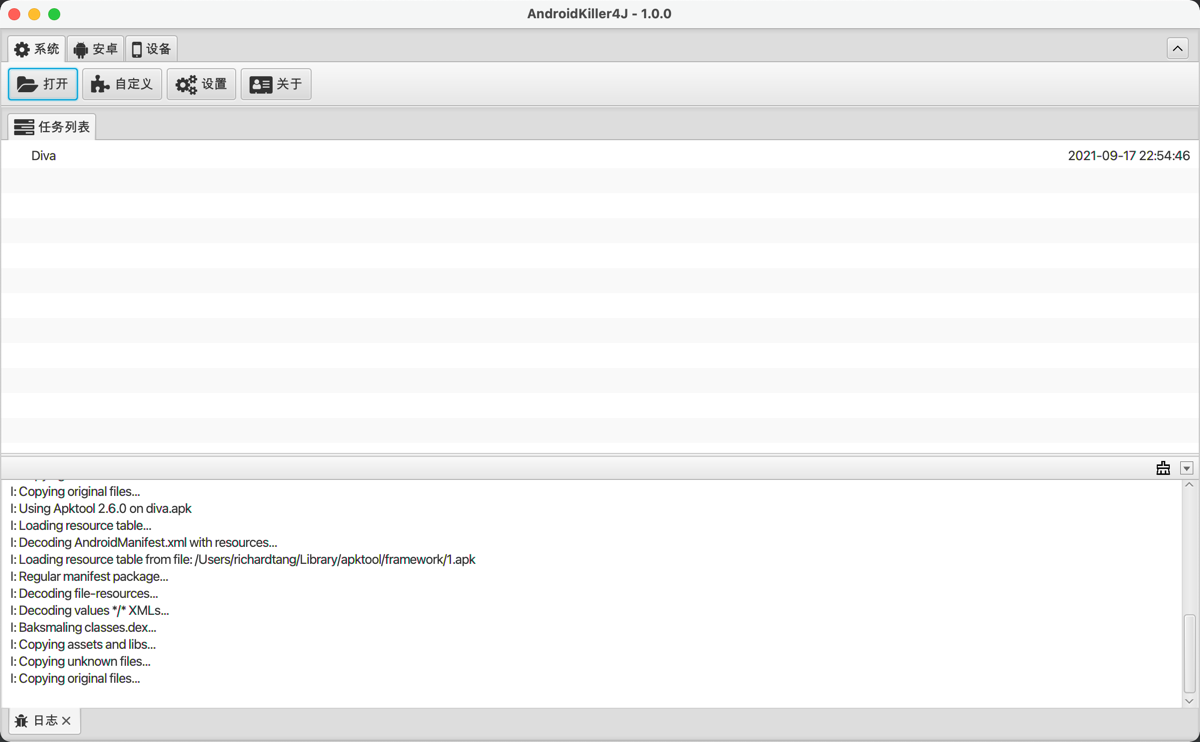 AndroidKiller4J - 1.0.0
系统 安卓 设备
打开 自定义 设置 关于
任务列表
Diva 2021-09-17 22:54:46
I: Copying original files...
I: Using Apktool 2.6.0 on diva.apk
I: Loading resource table...
I: Decoding AndroidManifest.xml with resources...
I: Loading resource table from file: /Users/richardtang/Library/apktool/framework/1.apk
I: Regular manifest package...
I: Decoding file-resources...
I: Decoding values */* XMLs...
I: Baksmaling classes.dex...
I: Copying assets and libs...
I: Copying unknown files...
I: Copying original files...
日志